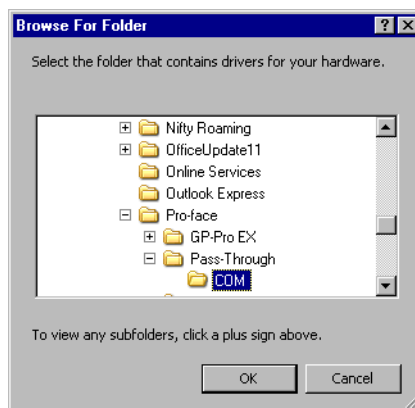 Browse For Folder
Select the folder that contains drivers for your hardware.
Nifty Roaming
OfficeUpdate11
Online Services
Outlook Express
Pro-face
GP-Pro EX
Pass-Through
COM
To view any subfolders, click a plus sign above.
OK
Cancel